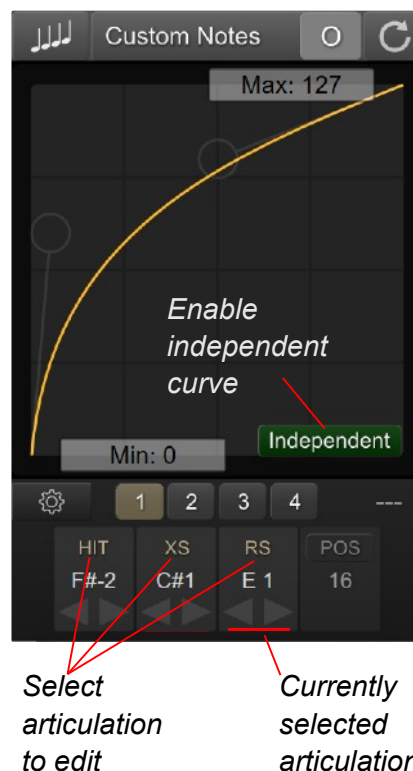 Custom Notes O
Max: 127
Enable
independent
curve
Independent
Min: 0
1 2 3 4 ---
HIT XS RS POS
F#-2 C#1 E 1 16
Select Currently
articulation selected
to edit articulation